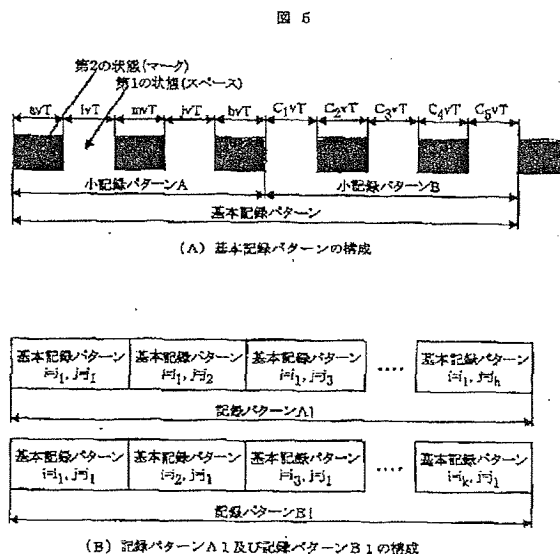 図 5
第2の状態(マーク)
第1の状態(スペース)
avT ivT mvT jvT bvT C₁vT C₂vT C₃vT C₄vT C₅vT
小記録パターンA 小記録パターンB
基本記録パターン
(A) 基本記録パターンの構成
基本記録パターン 基本記録パターン 基本記録パターン 基本記録パターン
i=i₁, j=j₁ i=i₁, j=j₂ i=i₁, j=j₃ ···· i=i₁, j=jₕ
記録パターンA1
基本記録パターン 基本記録パターン 基本記録パターン 基本記録パターン
i=i₁, j=j₁ i=i₂, j=j₁ i=i₃, j=j₁ ···· i=iₖ, j=j₁
記録パターンB1
(B) 記録パターンA1及び記録パターンB1の構成